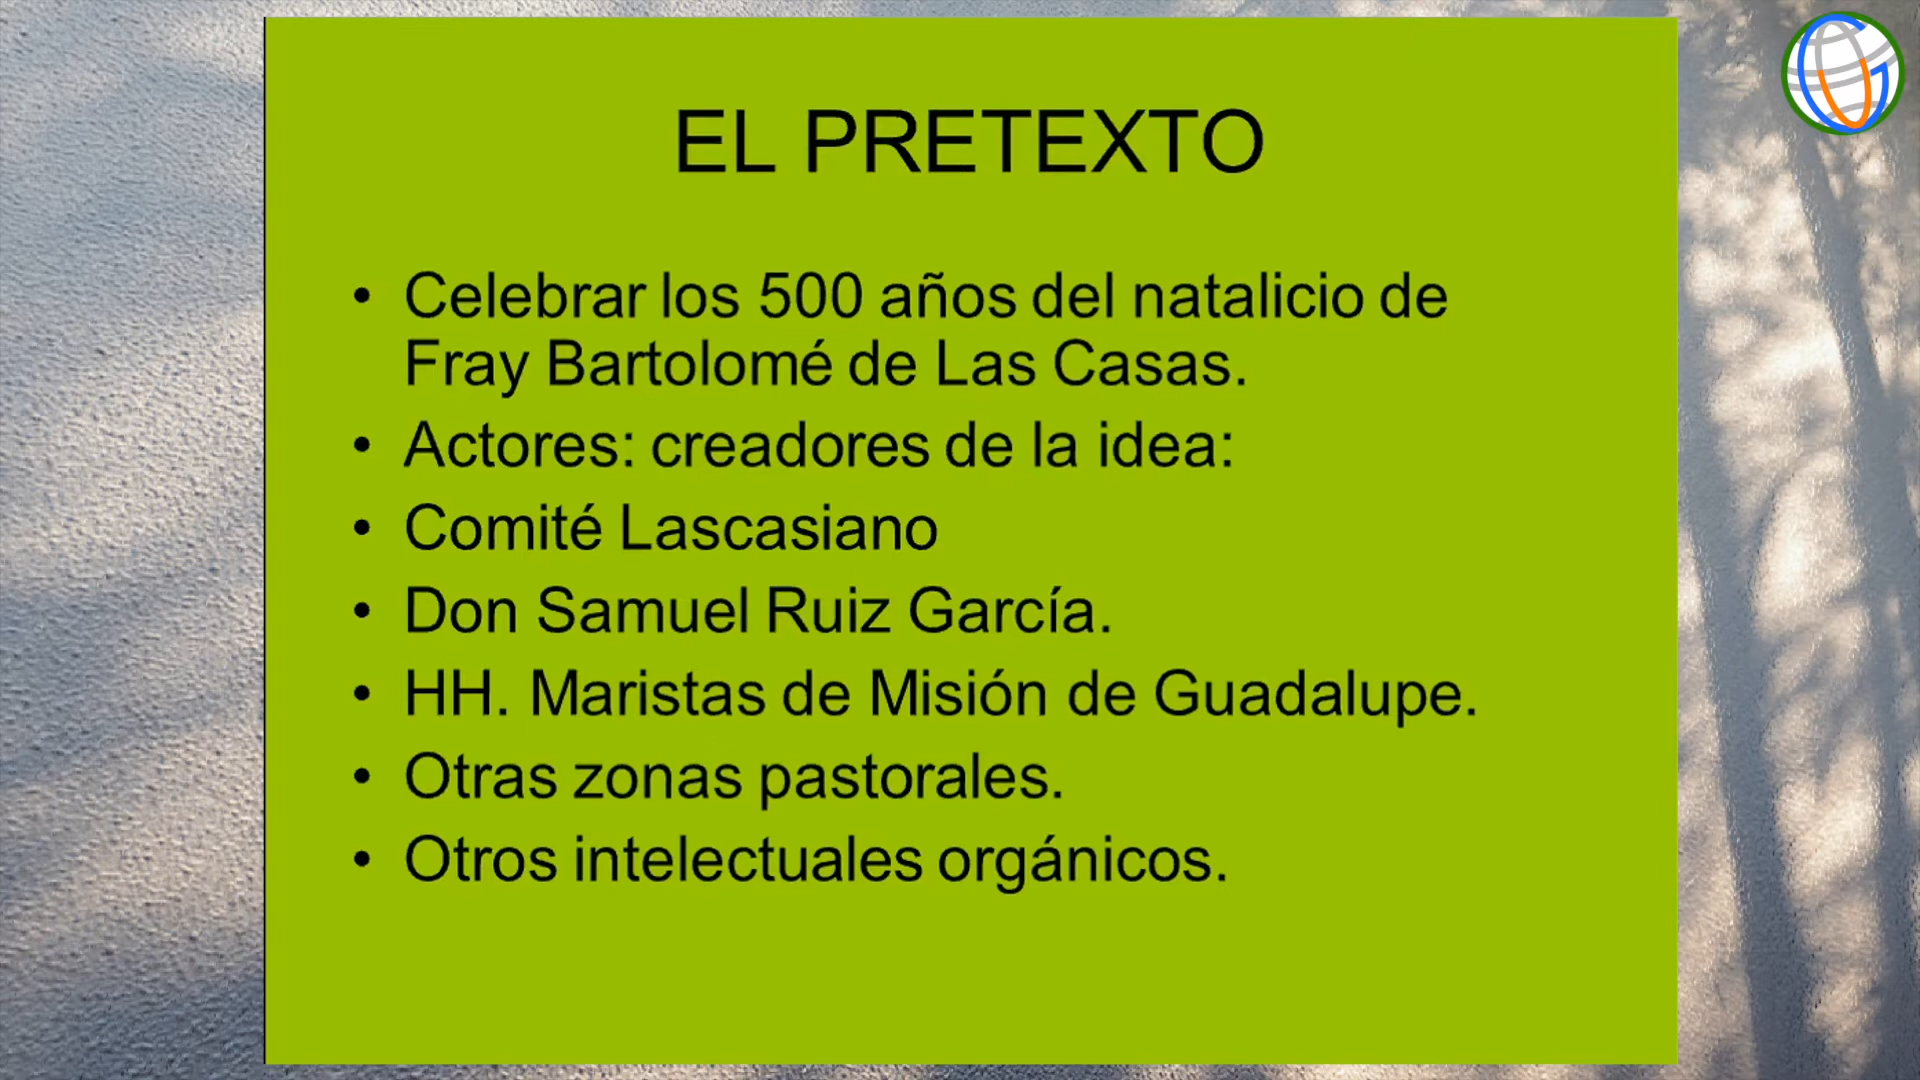 EL PRETEXTO
• Celebrar los 500 años del natalicio de
Fray Bartolomé de Las Casas.
• Actores: creadores de la idea:
• Comité Lascasiano
• Don Samuel Ruiz García.
• HH. Maristas de Misión de Guadalupe.
• Otras zonas pastorales.
• Otros intelectuales orgánicos.